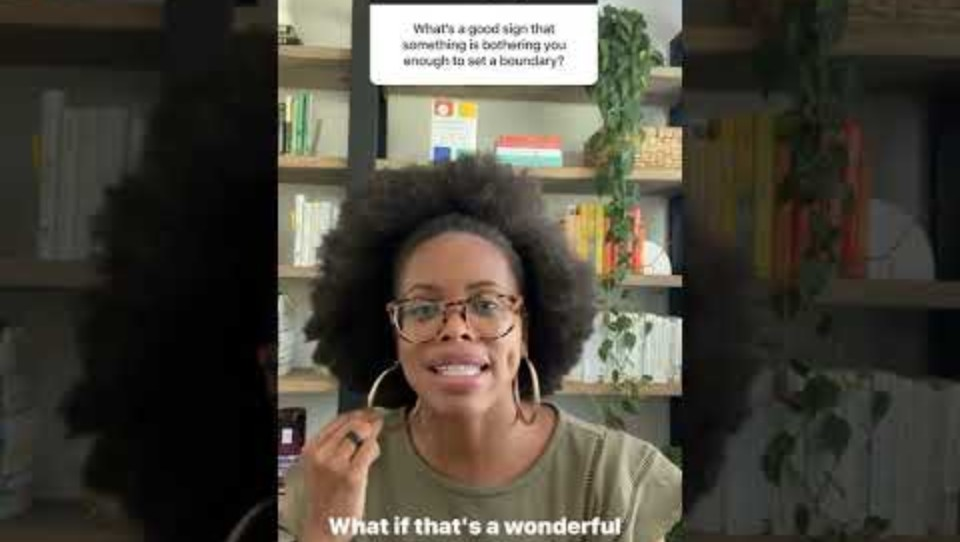 What's a good sign that
something is bothering you
enough to set a boundary?
What if that's a wonderful